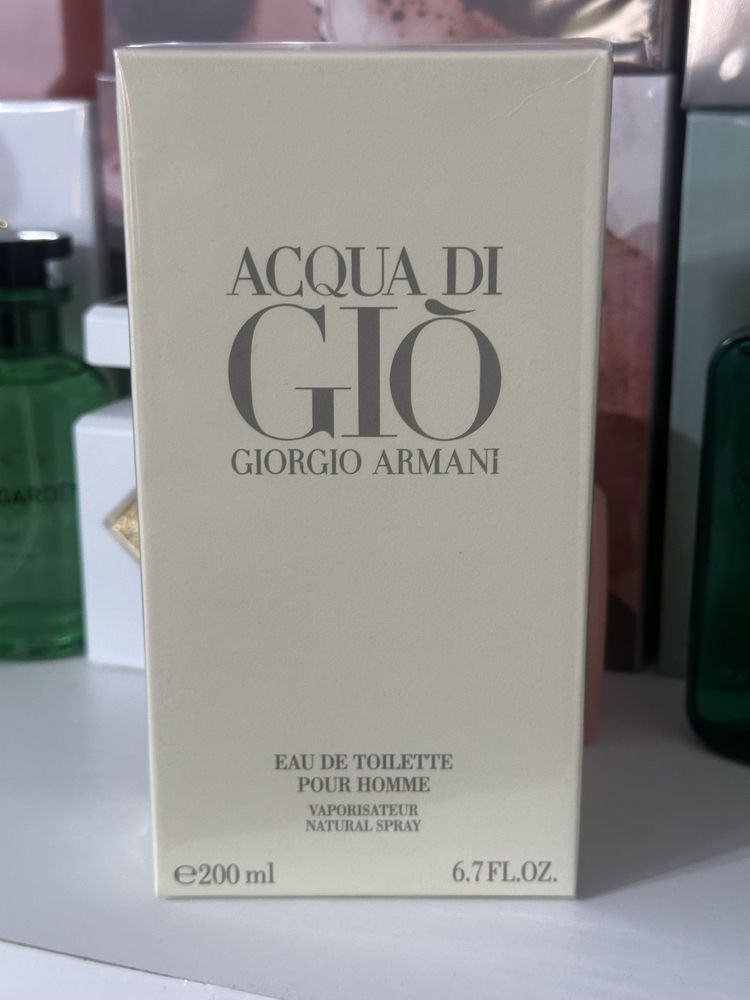 ACQUA DI
GIÒ
GIORGIO ARMANI
EAU DE TOILETTE
POUR HOMME
VAPORISATEUR
NATURAL SPRAY
℮200 ml
6.7 FL.OZ.